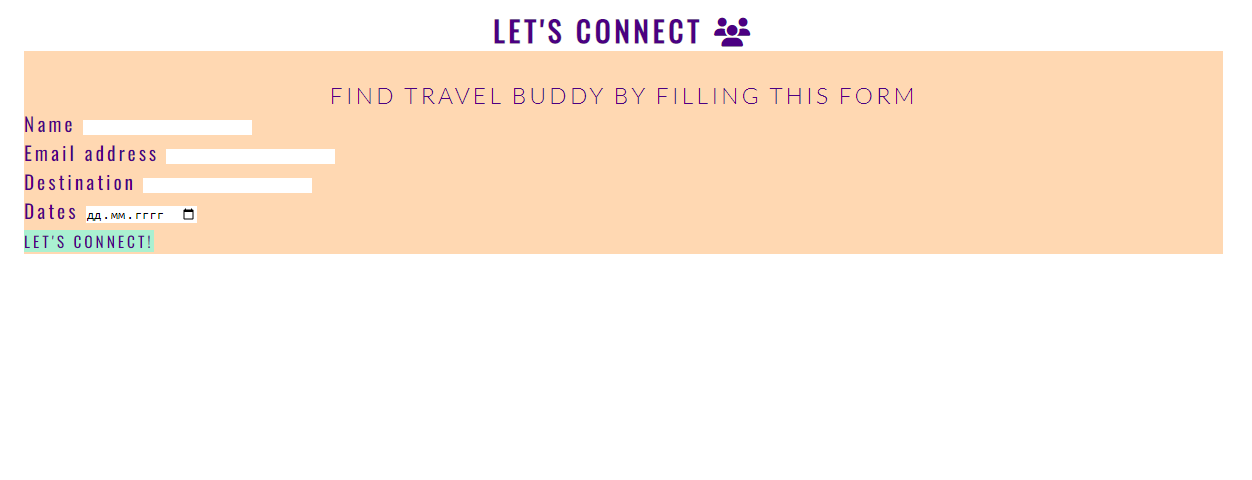 LET'S CONNECT
FIND TRAVEL BUDDY BY FILLING THIS FORM
Name
Email address
Destination
Dates дд.мм.гггг
LET'S CONNECT!